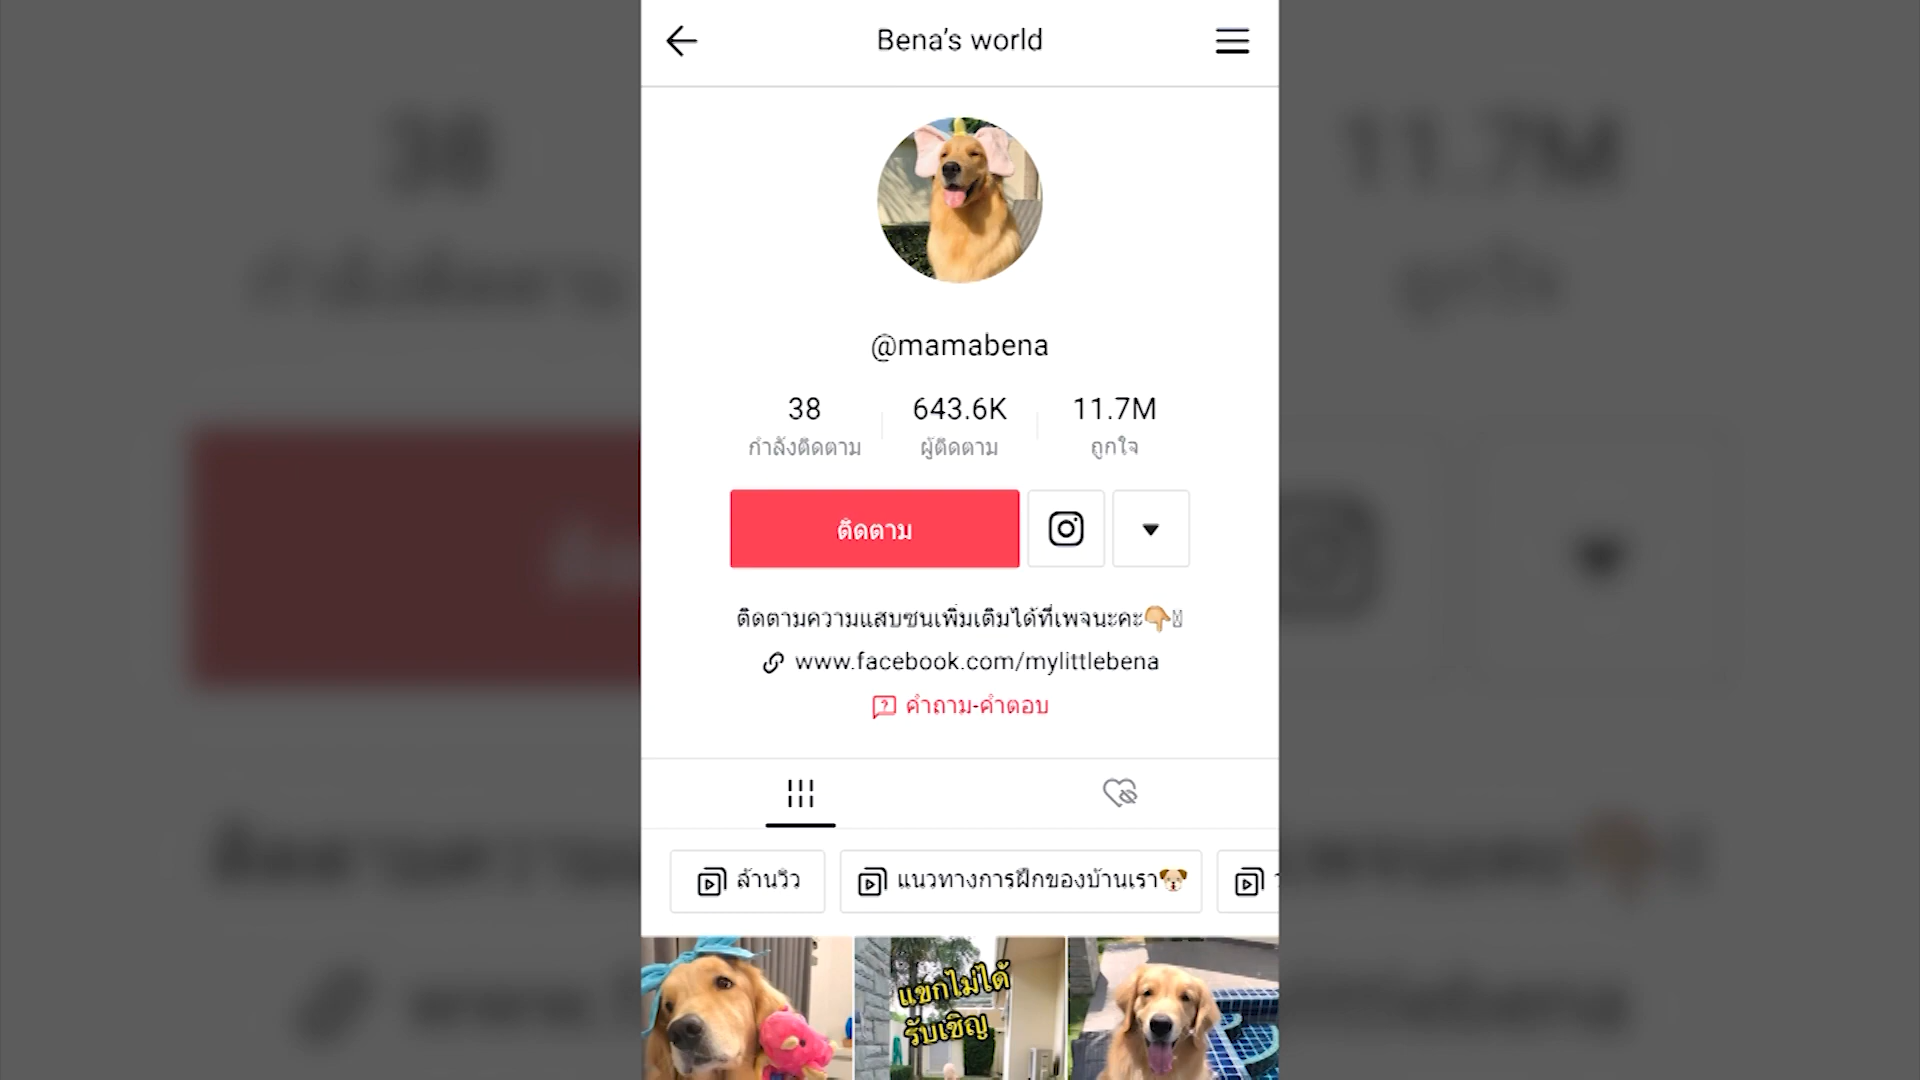 Bena's world
@mamabena
38 643.6K 11.7M
กำลังติดตาม ผู้ติดตาม ถูกใจ
ติดตาม
ติดตามความแสบซนเพิ่มเติมได้ที่เพจนะคะ👇🏼
www.facebook.com/mylittlebena
คำถาม-คำตอบ
ล้านวิว แนวทางการฝึกของบ้านเรา🐶
แขกไม่ได้
รับเชิญ